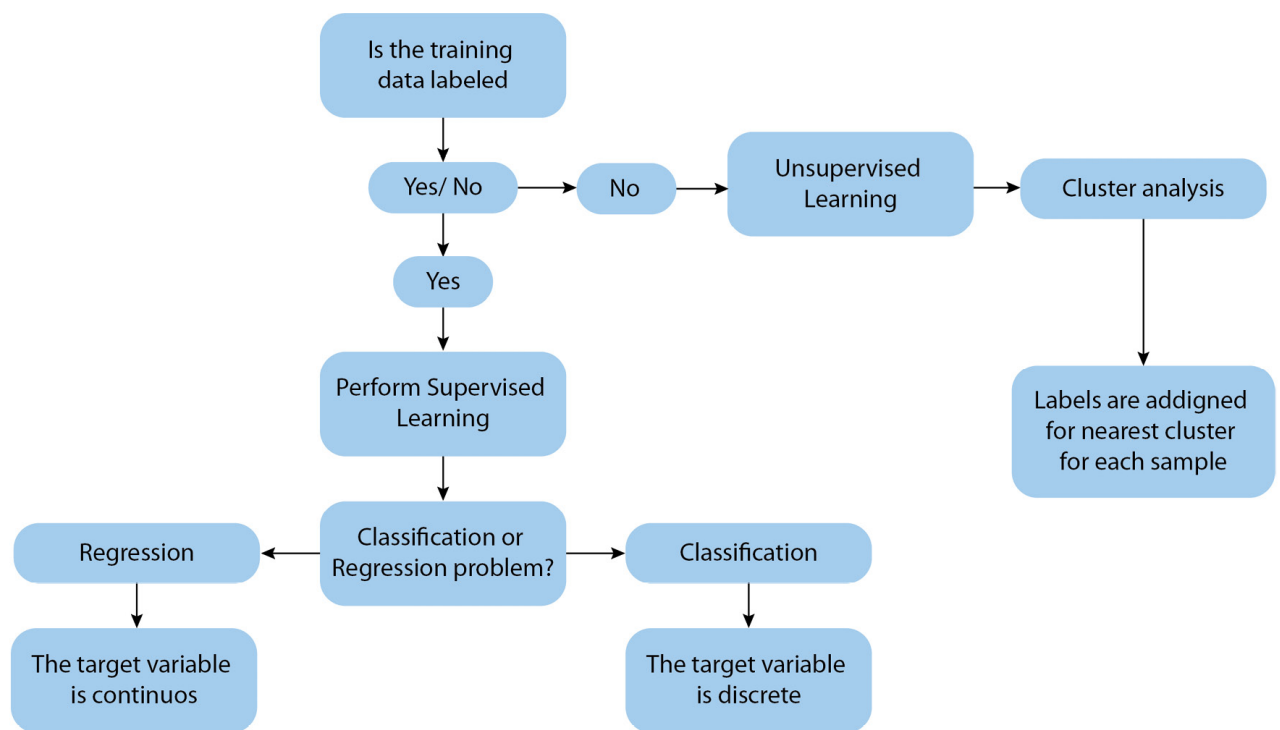 Is the training
data labeled
Yes/ No
No
Unsupervised
Learning
Cluster analysis
Yes
Perform Supervised
Learning
Labels are addigned
for nearest cluster
for each sample
Classification or
Regression problem?
Regression
Classification
The target variable
is continuos
The target variable
is discrete